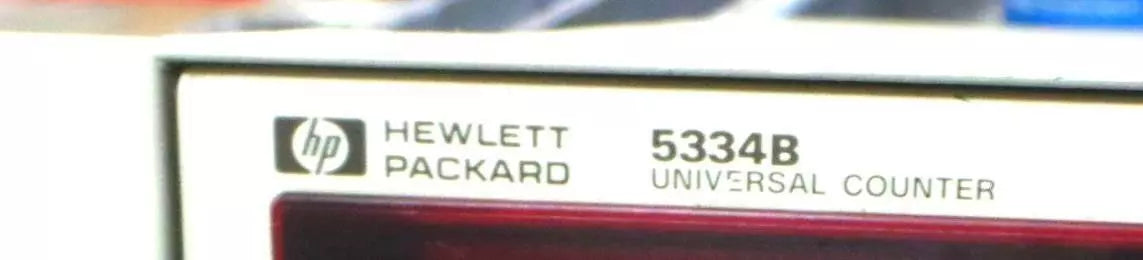 hp HEWLETT PACKARD
5334B
UNIVERSAL COUNTER